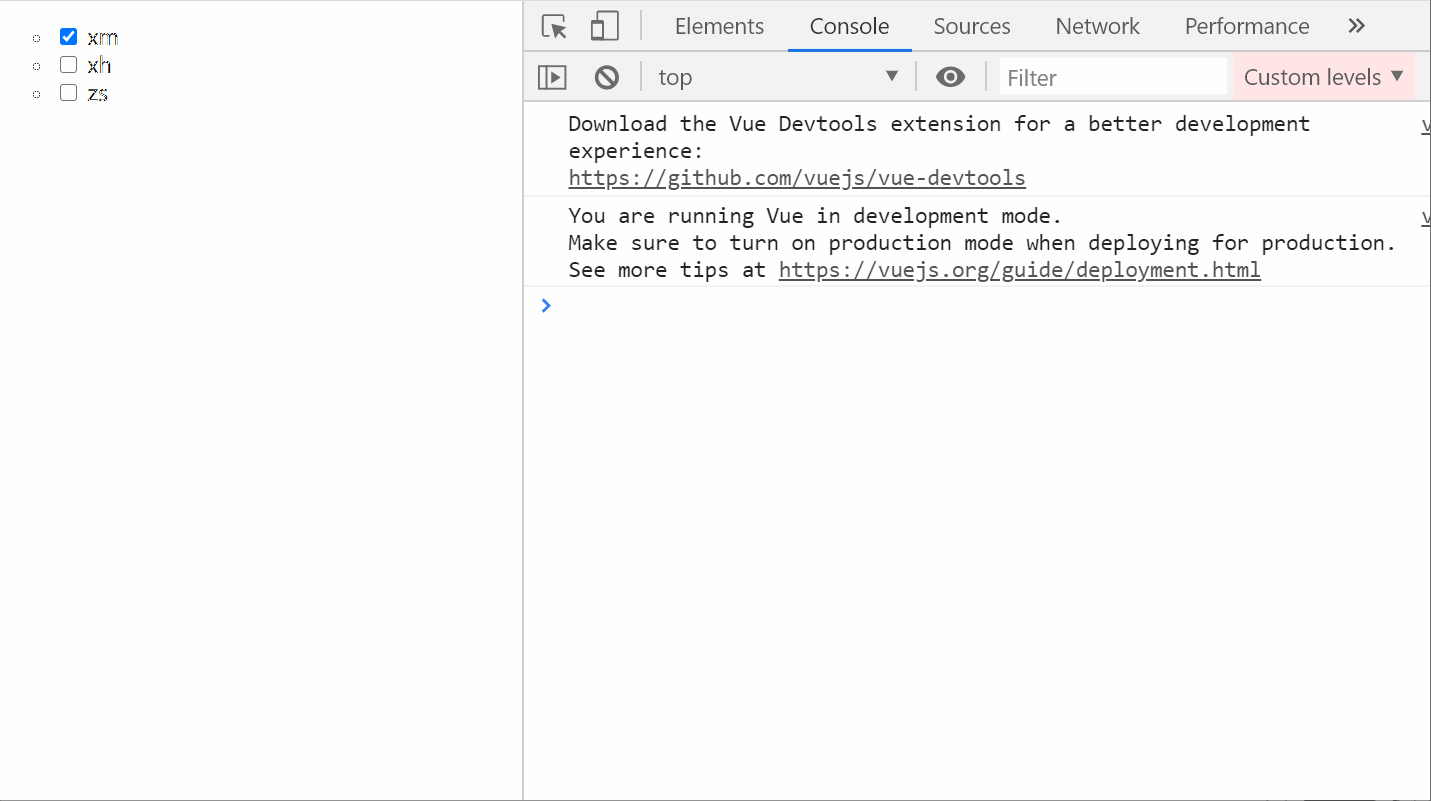 xm
xh
zs
Elements Console Sources Network Performance
top Filter Custom levels
Download the Vue Devtools extension for a better development
experience:
https://github.com/vuejs/vue-devtools
You are running Vue in development mode.
Make sure to turn on production mode when deploying for production.
See more tips at https://vuejs.org/guide/deployment.html